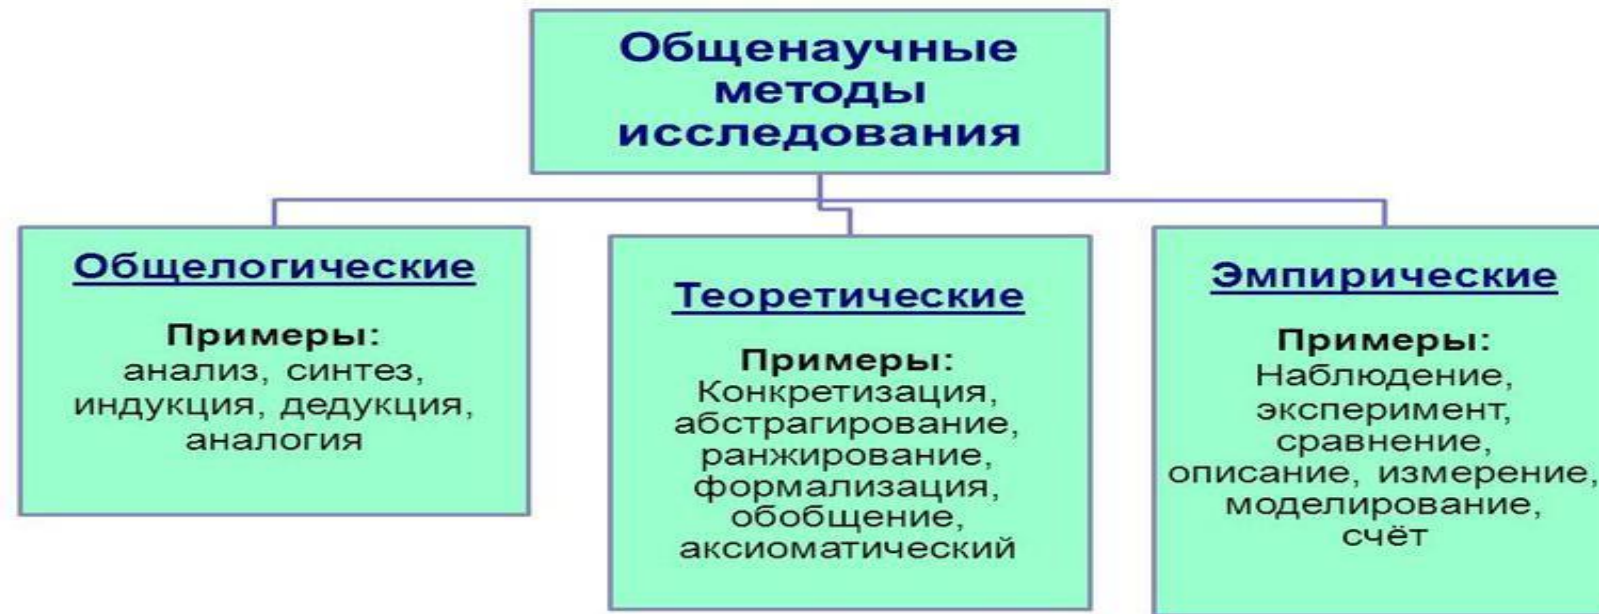 Общенаучные
методы
исследования
Общелогические
Примеры:
анализ, синтез,
индукция, дедукция,
аналогия
Теоретические
Примеры:
Конкретизация,
абстрагирование,
ранжирование,
формализация,
обобщение,
аксиоматический
Эмпирические
Примеры:
Наблюдение,
эксперимент,
сравнение,
описание, измерение,
моделирование,
счёт